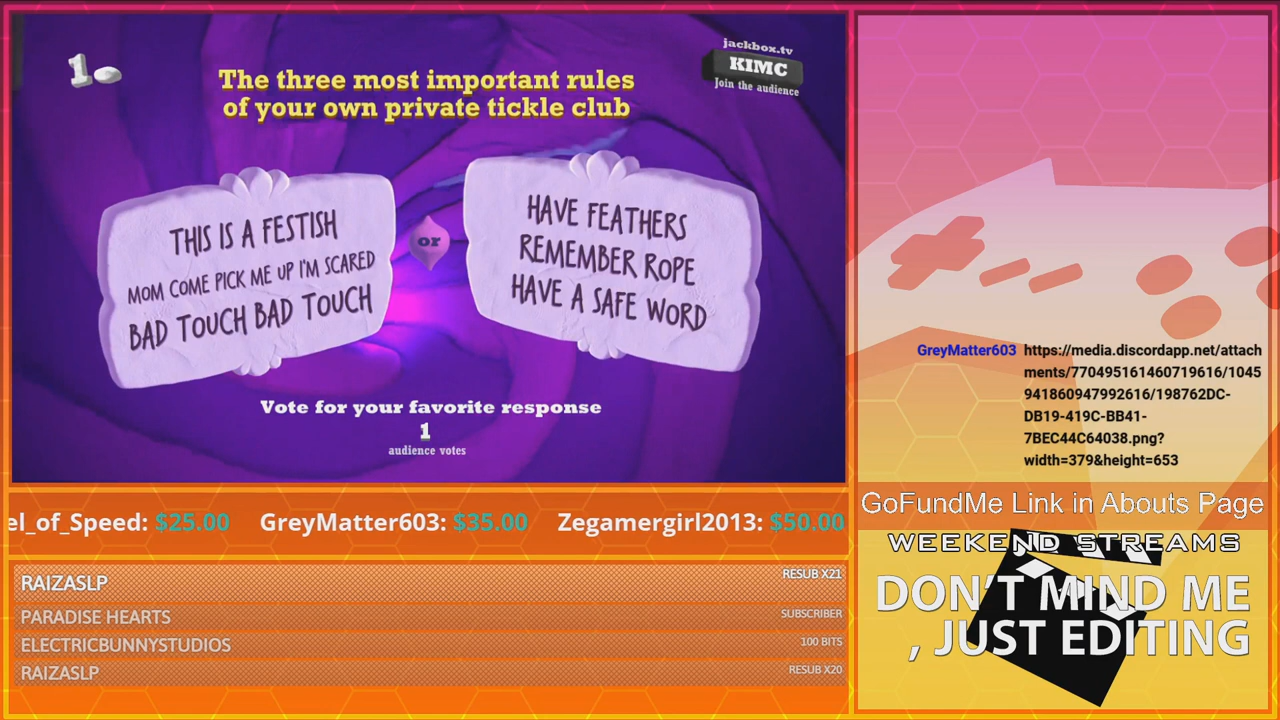 1
jackbox.tv
KIMC
Join the audience
The three most important rules
of your own private tickle club
THIS IS A FESTISH
MOM COME PICK ME UP I'M SCARED
BAD TOUCH BAD TOUCH
or
HAVE FEATHERS
REMEMBER ROPE
HAVE A SAFE WORD
Vote for your favorite response
1
audience votes
el_of_Speed: $25.00 GreyMatter603: $35.00 Zegamergirl2013: $50.00
RAIZASLP RESUB X21
PARADISE HEARTS SUBSCRIBER
ELECTRICBUNNYSTUDIOS 100 BITS
RAIZASLP RESUB X20
GreyMatter603 https://media.discordapp.net/attach
ments/770495161460719616/1045
941860947992616/198762DC-
DB19-419C-BB41-
7BEC44C64038.png?
width=379&height=653
GoFundMe Link in Abouts Page
WEEKEND STREAMS
DON'T MIND ME
, JUST EDITING